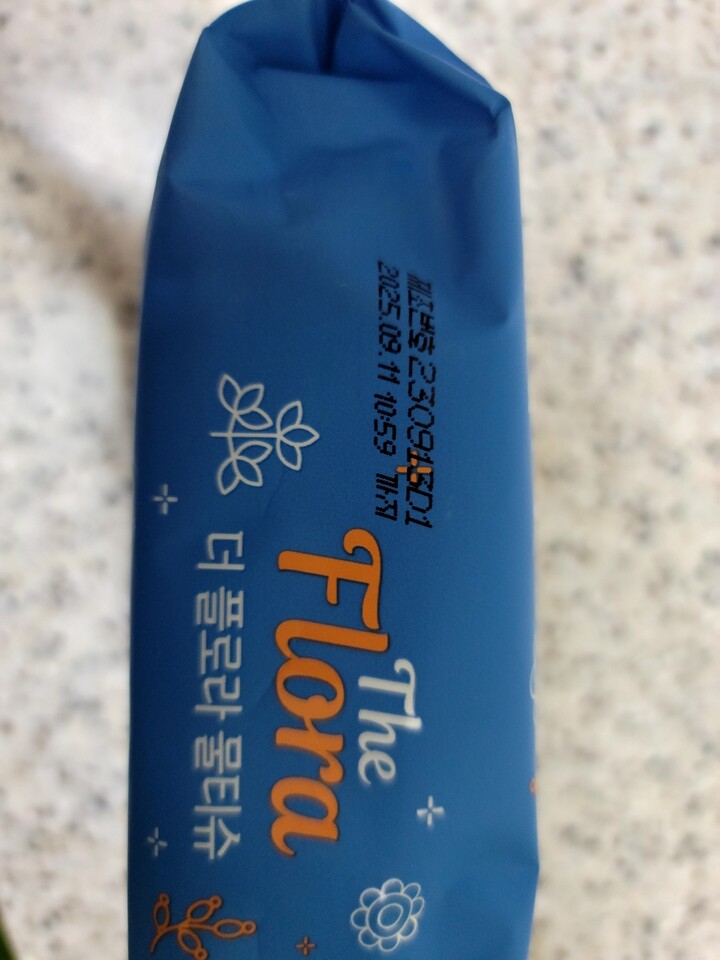 제조번호 230915D1
2025.09.11 10:59 까지
The
Flora
더 플로라 물티슈